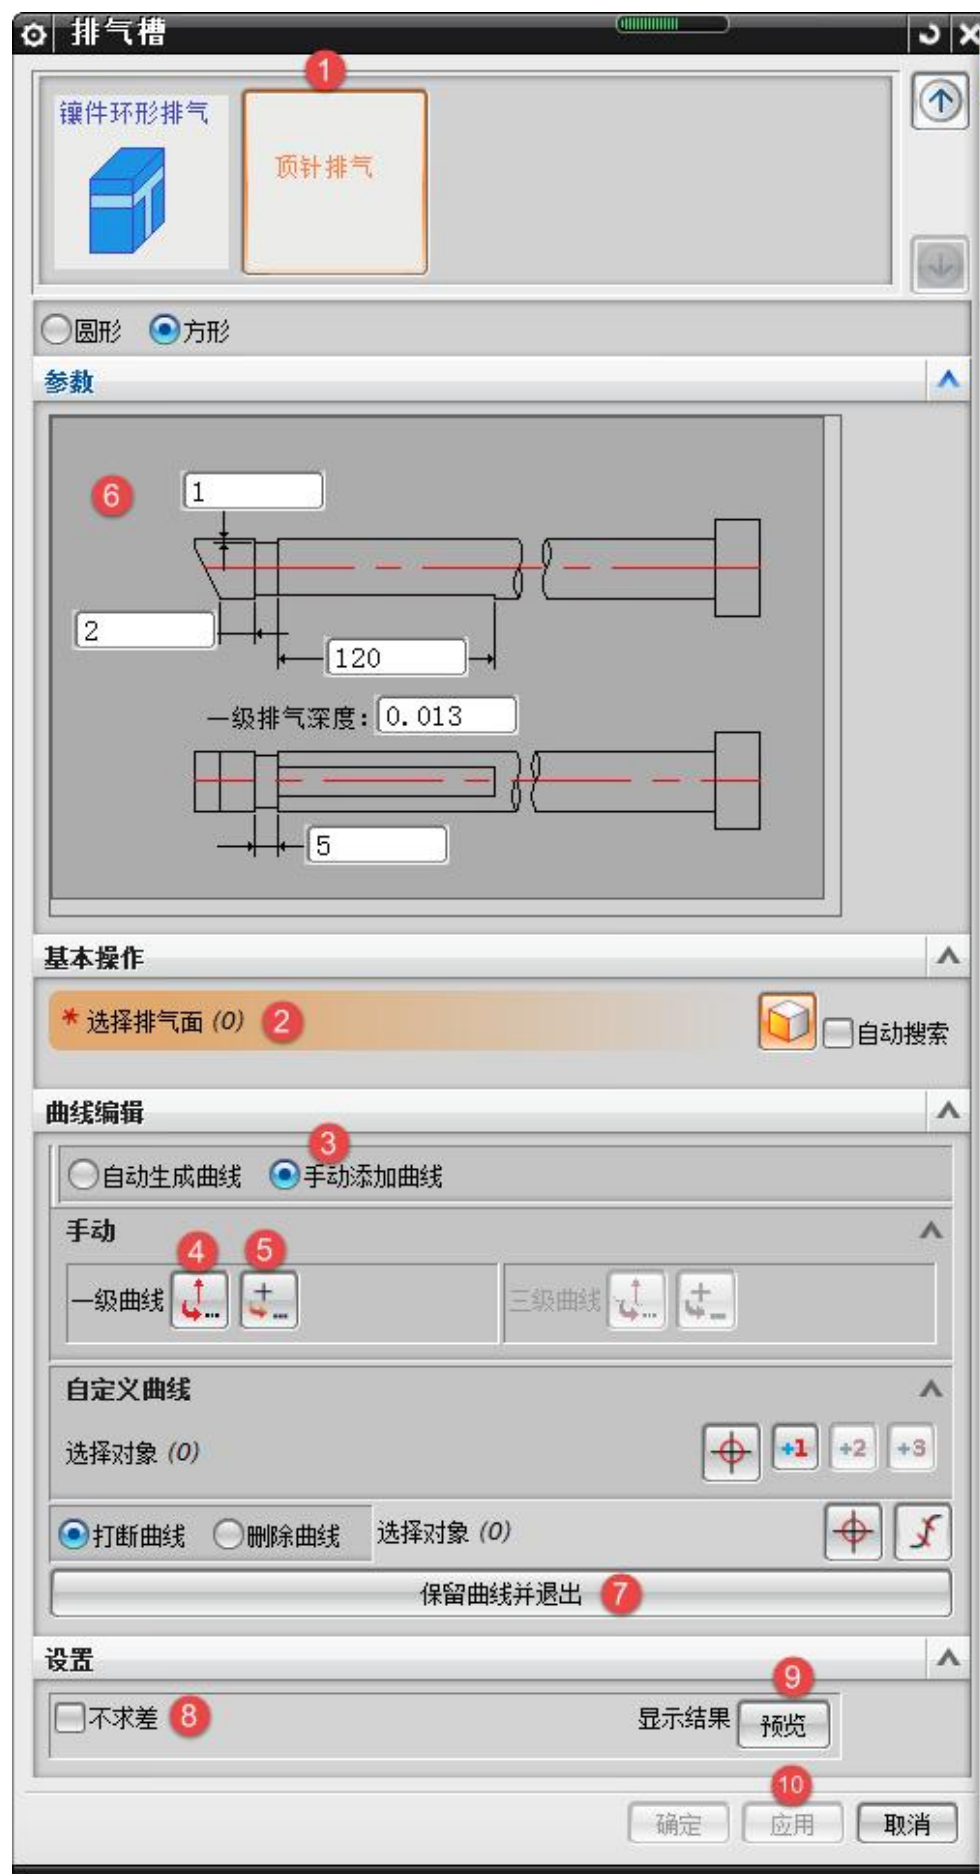 排气槽
1
镶件环形排气
顶针排气
圆形 方形
参数
6
1
2
120
一级排气深度: 0.013
5
基本操作
* 选择排气面 (0) 2
自动搜索
曲线编辑
3
自动生成曲线 手动添加曲线
手动
4 5
一级曲线 ... ... 三级曲线 ...
自定义曲线
选择对象 (0) +1 +2 +3
打断曲线 删除曲线 选择对象 (0)
保留曲线并退出 7
设置
9
不求差 8 显示结果 预览
10
确定 应用 取消